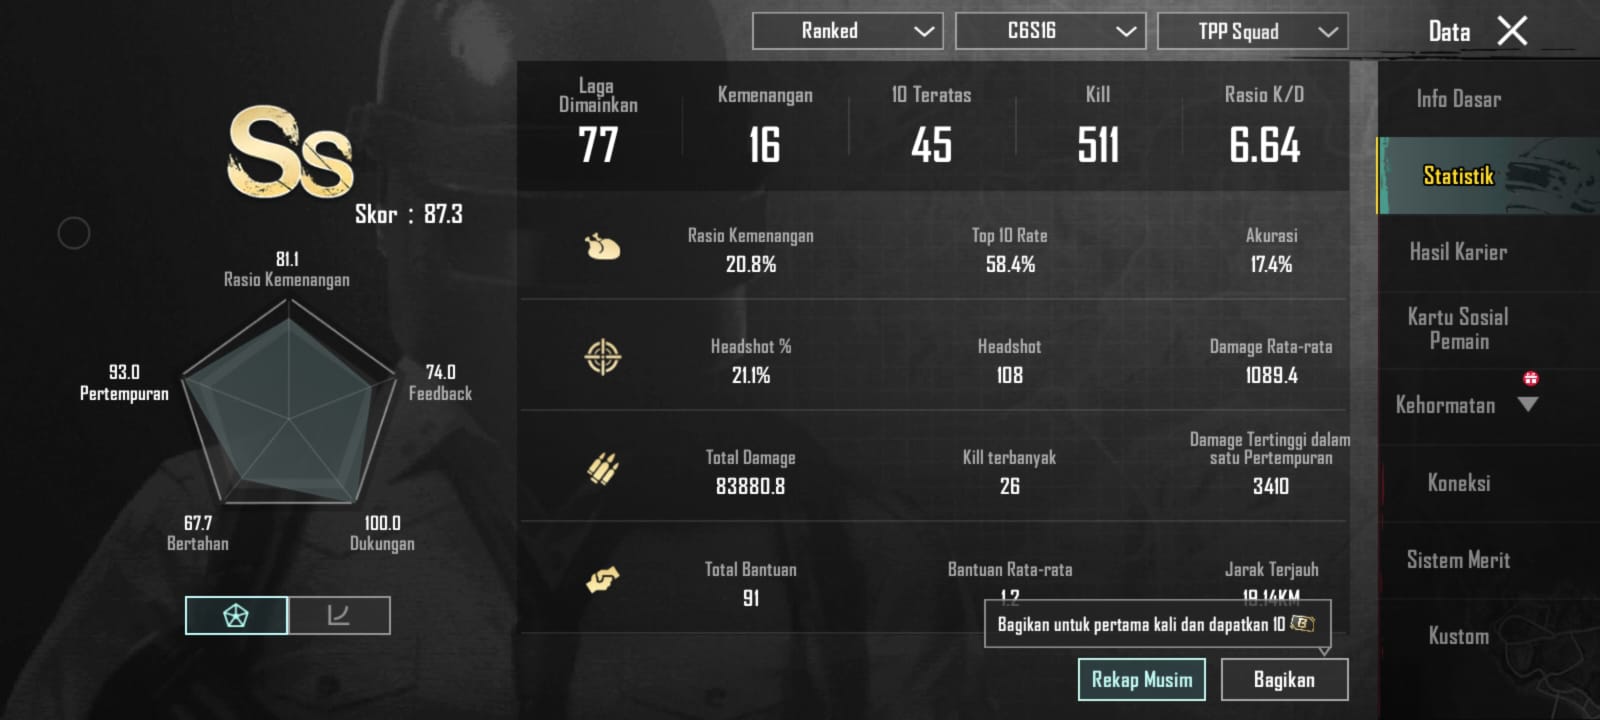 Ranked
C6S16
TPP Squad
Data
Ss
Skor : 87.3
81.1
Rasio Kemenangan
93.0
Pertempuran
74.0
Feedback
67.7
Bertahan
100.0
Dukungan
Laga
Dimainkan
77
Kemenangan
16
10 Teratas
45
Kill
511
Rasio K/D
6.64
Rasio Kemenangan
20.8%
Top 10 Rate
58.4%
Akurasi
17.4%
Headshot %
21.1%
Headshot
108
Damage Rata-rata
1089.4
Total Damage
83880.8
Kill terbanyak
26
Damage Tertinggi dalam
satu Pertempuran
3410
Total Bantuan
91
Bantuan Rata-rata
1.2
Jarak Terjauh
19.14KM
Bagikan untuk pertama kali dan dapatkan 10
Rekap Musim
Bagikan
Info Dasar
Statistik
Hasil Karier
Kartu Sosial
Pemain
Kehormatan
Koneksi
Sistem Merit
Kustom